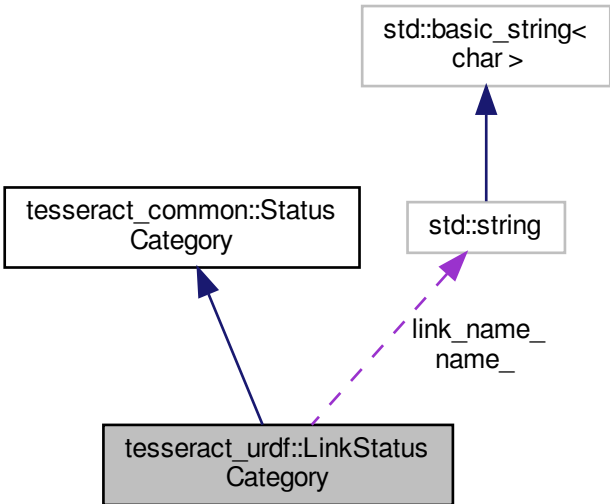 std::basic_string<
char >
tesseract_common::Status
Category
std::string
link_name_
name_
tesseract_urdf::LinkStatus
Category